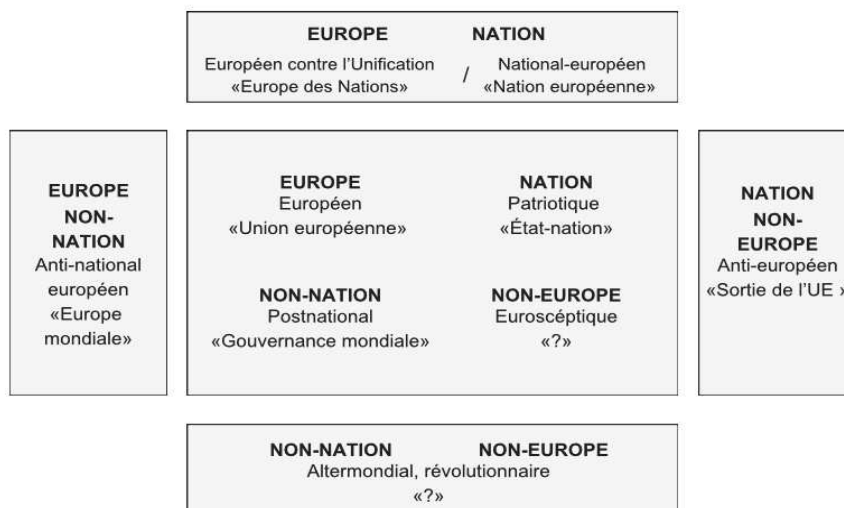 EUROPE NATION
Européen contre l'Unification / National-européen
«Europe des Nations» «Nation européenne»
EUROPE
NON-
NATION
Anti-national
européen
«Europe
mondiale»
EUROPE NATION
Européen Patriotique
«Union européenne» «État-nation»
NON-NATION NON-EUROPE
Postnational Euroscéptique
«Gouvernance mondiale» «?»
NATION
NON-
EUROPE
Anti-européen
«Sortie de l'UE »
NON-NATION NON-EUROPE
Altermondial, révolutionnaire
«?»